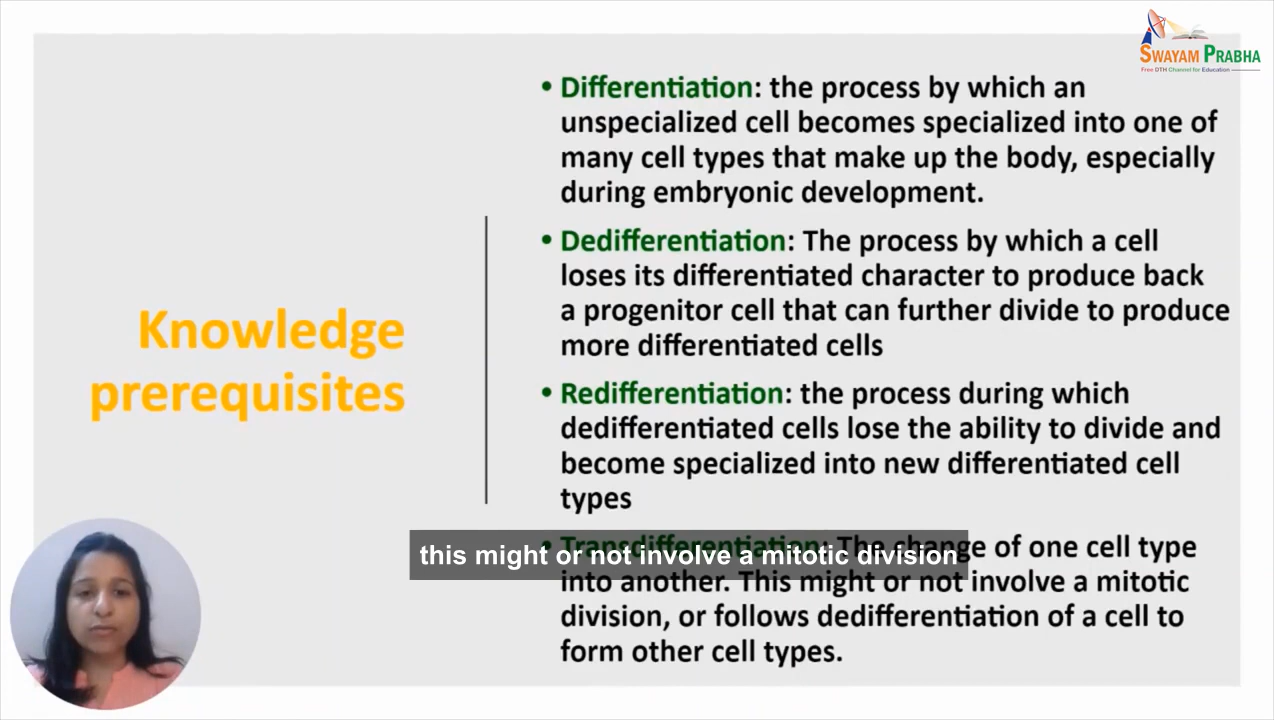 SWAYAM PRABHA
Free DTH Channel for Education
Knowledge
prerequisites
• Differentiation: the process by which an
unspecialized cell becomes specialized into one of
many cell types that make up the body, especially
during embryonic development.
• Dedifferentiation: The process by which a cell
loses its differentiated character to produce back
a progenitor cell that can further divide to produce
more differentiated cells
• Redifferentiation: the process during which
dedifferentiated cells lose the ability to divide and
become specialized into new differentiated cell
types
• Transdifferentiation: The change of one cell type
into another. This might or not involve a mitotic
division, or follows dedifferentiation of a cell to
form other cell types.
this might or not involve a mitotic division